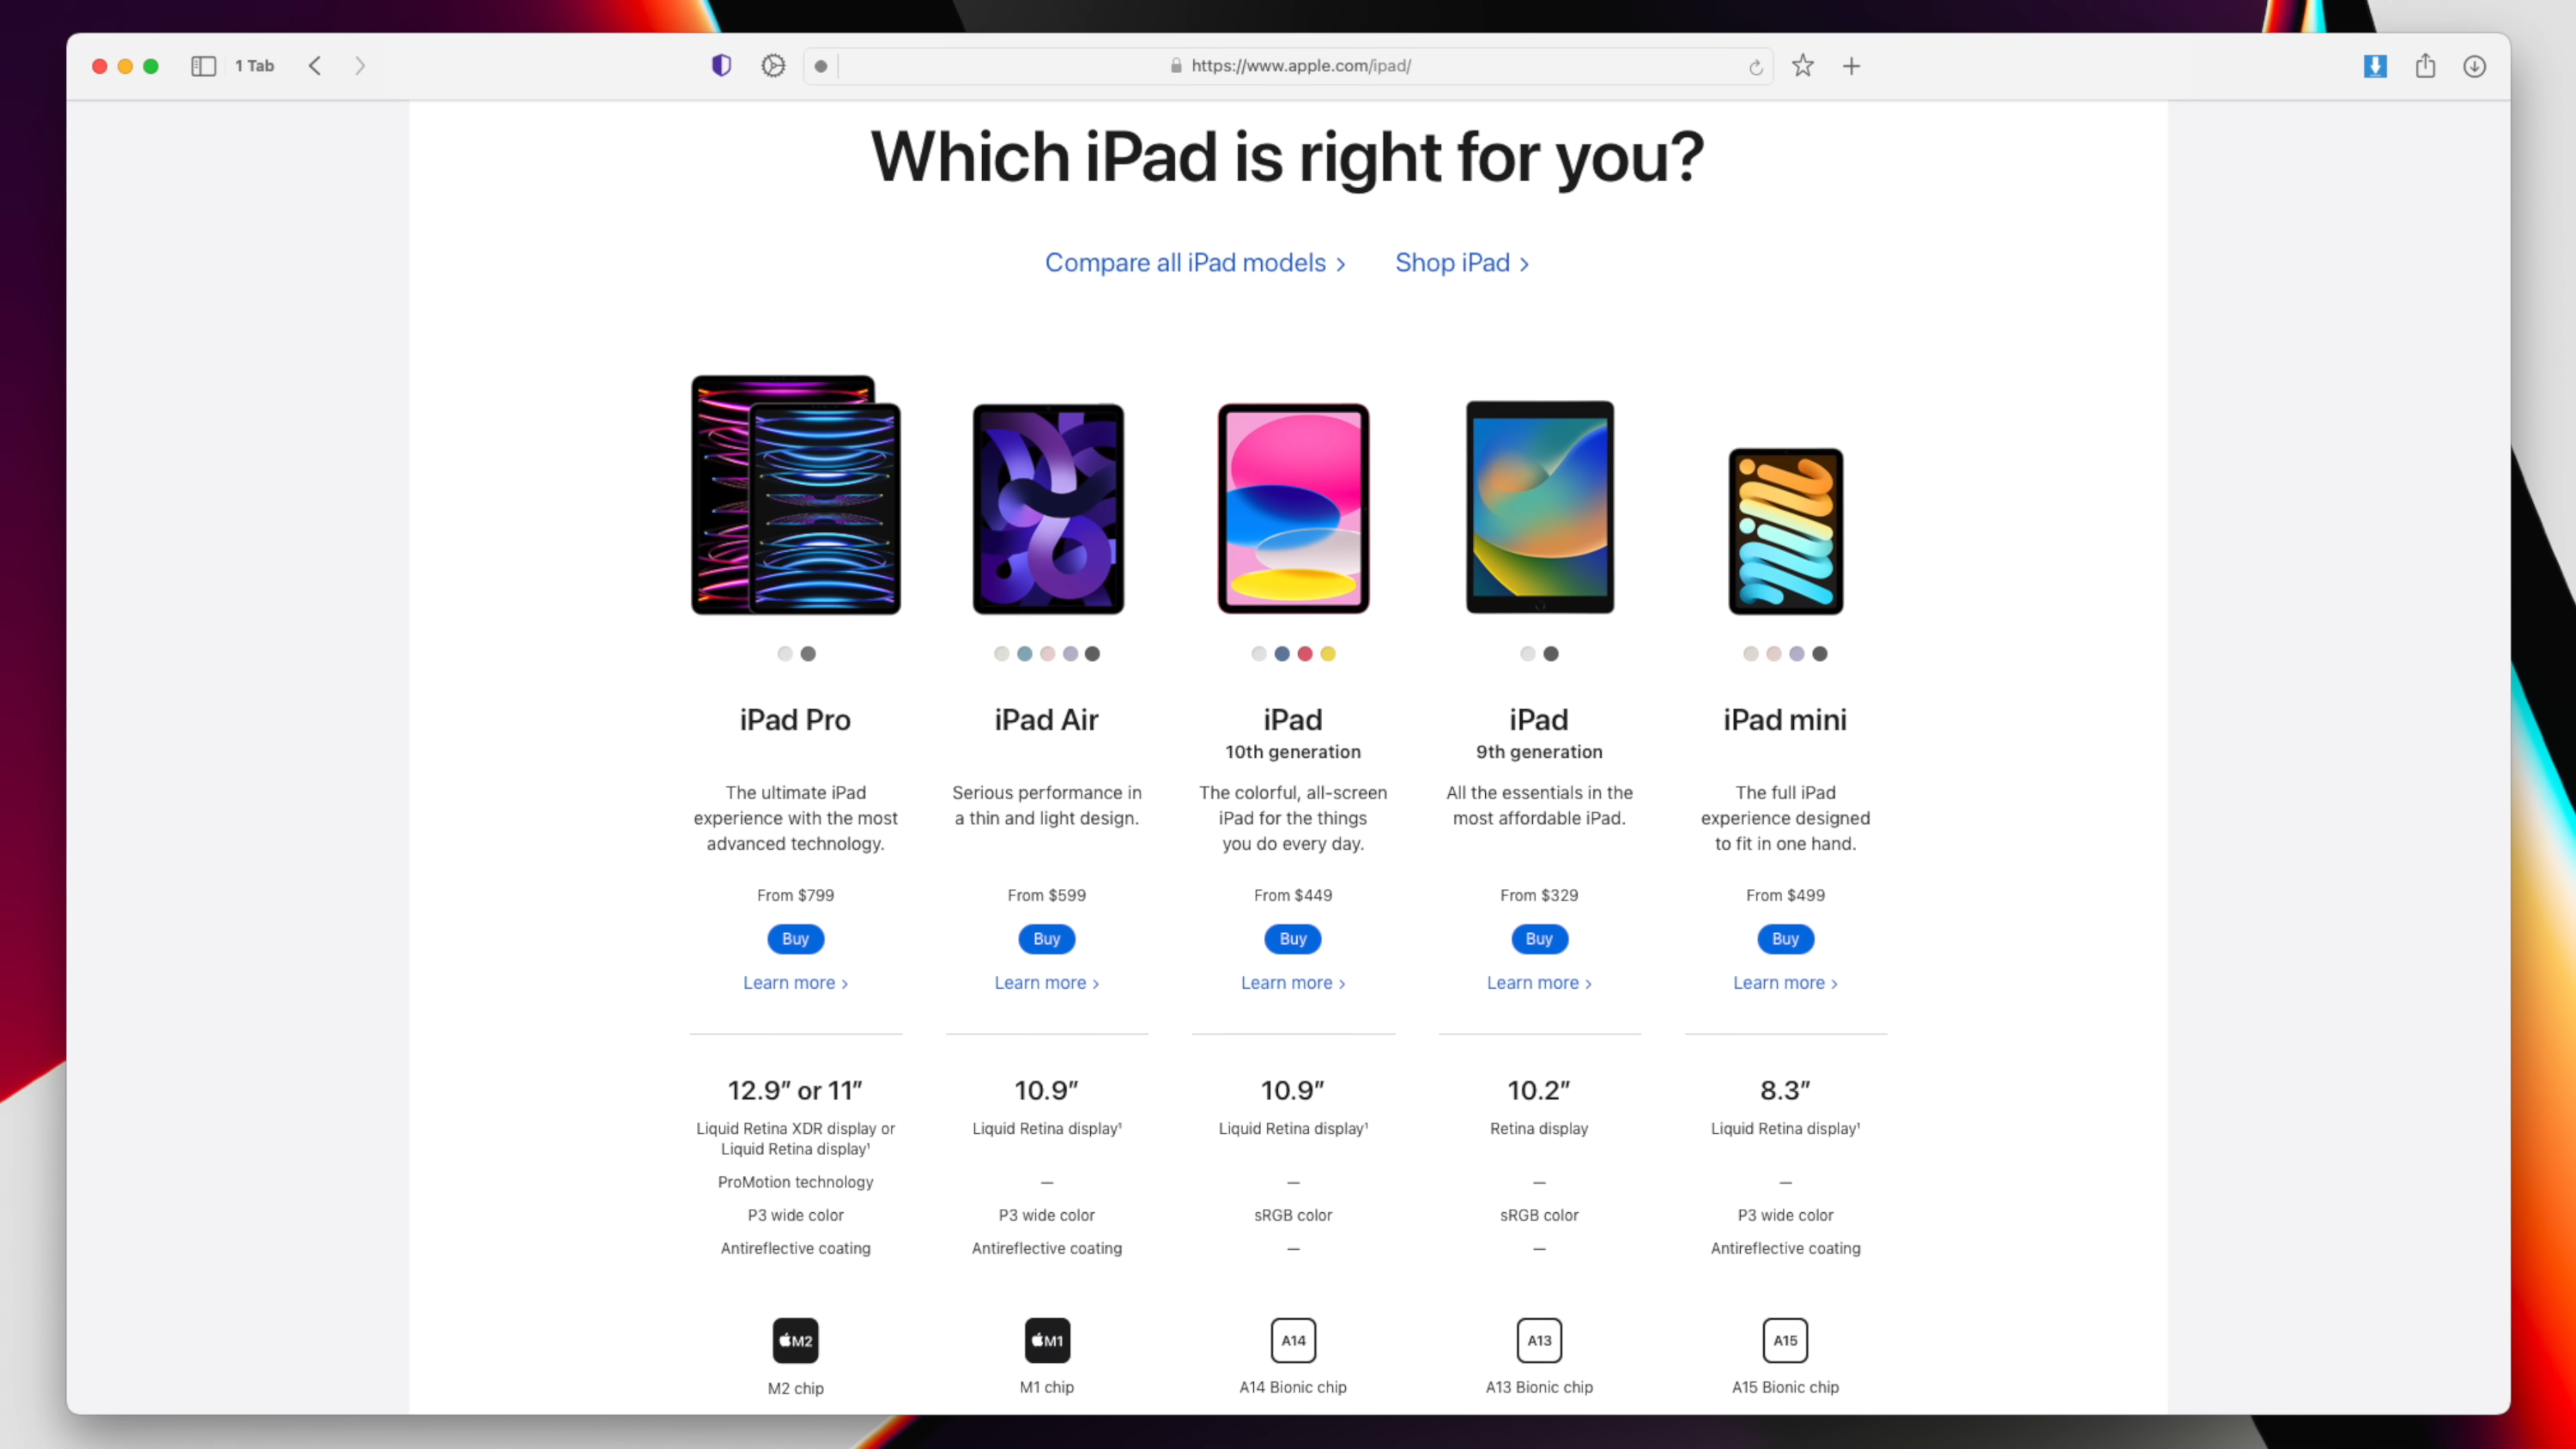 1 Tab
https://www.apple.com/ipad/
Which iPad is right for you?
Compare all iPad models >
Shop iPad >
iPad Pro
The ultimate iPad
experience with the most
advanced technology.
From $799
Buy
Learn more >
12.9″ or 11″
Liquid Retina XDR display or
Liquid Retina display¹
ProMotion technology
P3 wide color
Antireflective coating
M2
M2 chip
iPad Air
Serious performance in
a thin and light design.
From $599
Buy
Learn more >
10.9″
Liquid Retina display¹
—
P3 wide color
Antireflective coating
M1
M1 chip
iPad
10th generation
The colorful, all-screen
iPad for the things
you do every day.
From $449
Buy
Learn more >
10.9″
Liquid Retina display¹
—
sRGB color
—
A14
A14 Bionic chip
iPad
9th generation
All the essentials in the
most affordable iPad.
From $329
Buy
Learn more >
10.2″
Retina display
—
sRGB color
—
A13
A13 Bionic chip
mini
iPad mini
The full iPad
experience designed
to fit in one hand.
From $499
Buy
Learn more >
8.3″
Liquid Retina display¹
—
P3 wide color
Antireflective coating
A15
A15 Bionic chip